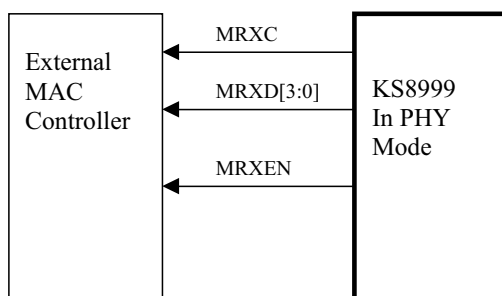 External
MAC
Controller
MRXC
MRXD[3:0]
MRXEN
KS8999
In PHY
Mode